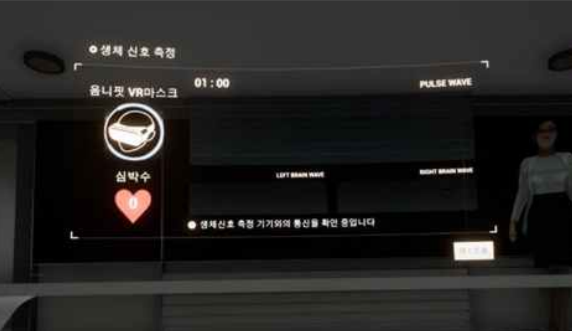 생체 신호 측정
옴니핏 VR마스크
01 : 00
PULSE WAVE
심박수
0
LEFT BRAIN WAVE
RIGHT BRAIN WAVE
생체신호 측정 기기와의 통신을 확인 중입니다